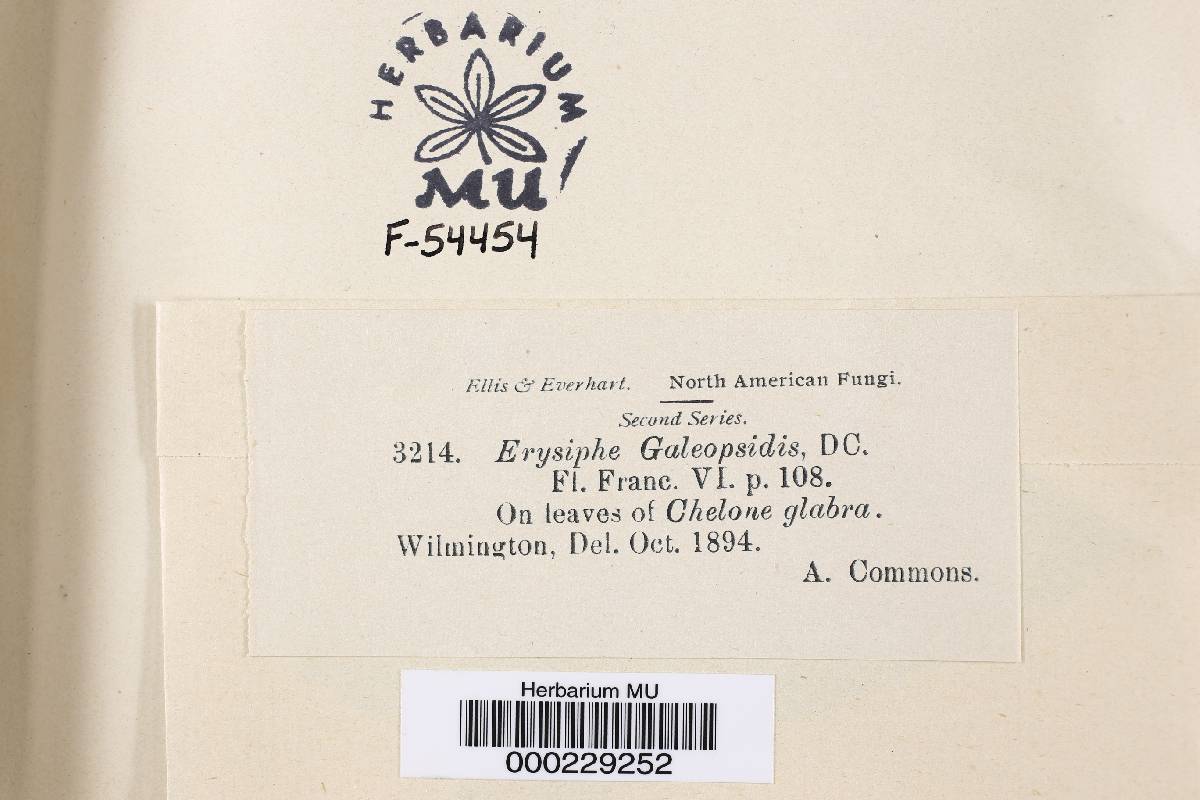 HERBARIUM
MU
F-54454
Ellis & Everhart. North American Fungi.
Second Series.
3214. Erysiphe Galeopsidis, DC.
Fl. Franc. VI. p. 108.
On leaves of Chelone glabra.
Wilmington, Del. Oct. 1894.
A. Commons.
Herbarium MU
000229252